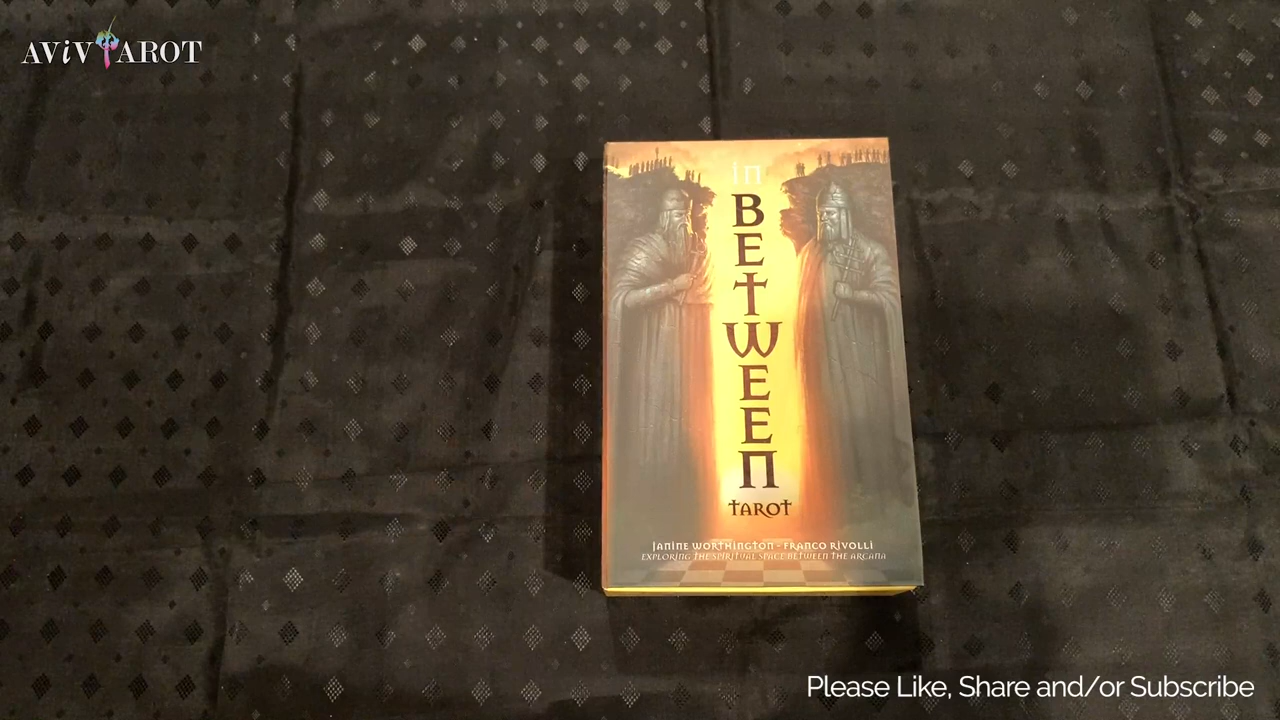 AViV TAROT
in
BETWEEN
TAROT
JANINE WORTHINGTON - FRANCO RIVOLLI
EXPLORING THE SPIRITUAL SPACE BETWEEN THE ARCANA
Please Like, Share and/or Subscribe